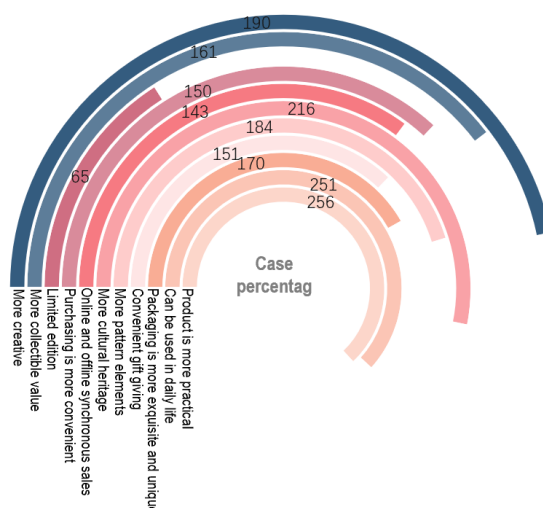 190
161
150
143
216
184
65
151
170
251
256
Case
percentag
More creative
More collectible value
Limited edition
Purchasing is more convenient
Online and offline synchronous sales
More cultural heritage
More pattern elements
Convenient gift giving
Packaging is more exquisite and unique
Can be used in daily life
Product is more practical